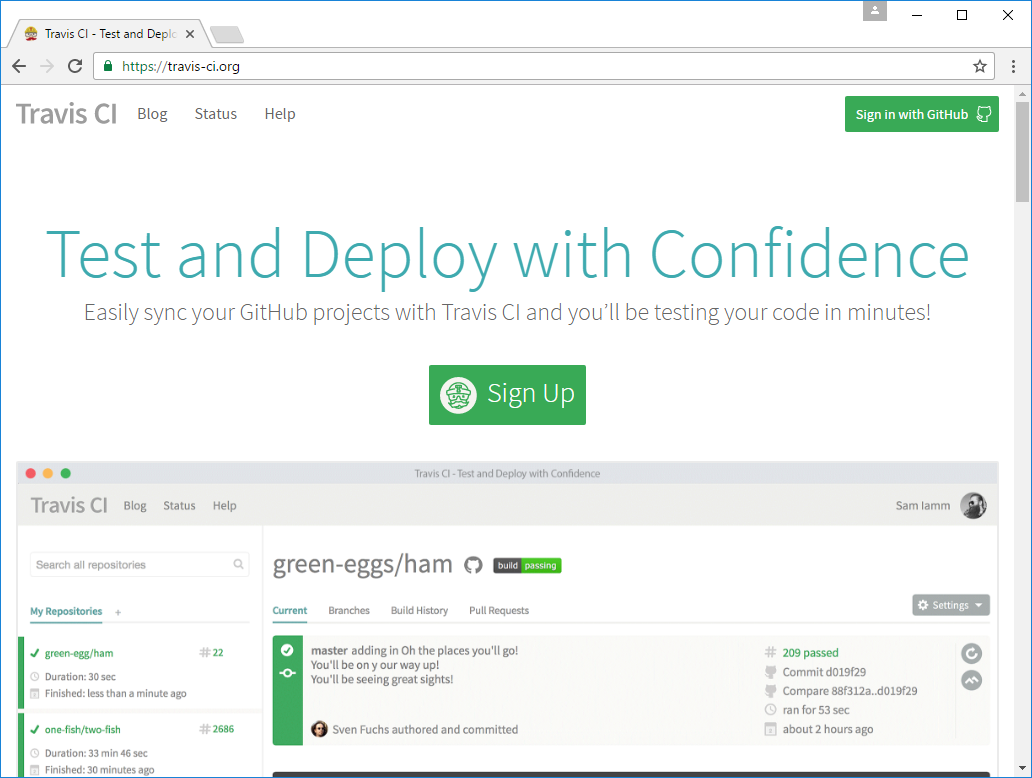 Travis CI - Test and Deplo
https://travis-ci.org
Travis CI Blog Status Help Sign in with GitHub
Test and Deploy with Confidence
Easily sync your GitHub projects with Travis CI and you’ll be testing your code in minutes!
Sign Up
Travis CI - Test and Deploy with Confidence
Travis CI Blog Status Help Sam Iamm
Search all repositories
My Repositories +
green-egg/ham # 22
Duration: 30 sec
Finished: less than a minute ago
one-fish/two-fish # 2686
Duration: 33 min 46 sec
Finished: 30 minutes ago
green-eggs/ham build passing
Current Branches Build History Pull Requests Settings
master adding in Oh the places you'll go!
You'll be on y our way up!
You'll be seeing great sights!
Sven Fuchs authored and committed
# 209 passed
Commit d019f29
Compare 88f312a..d019f29
ran for 53 sec
about 2 hours ago